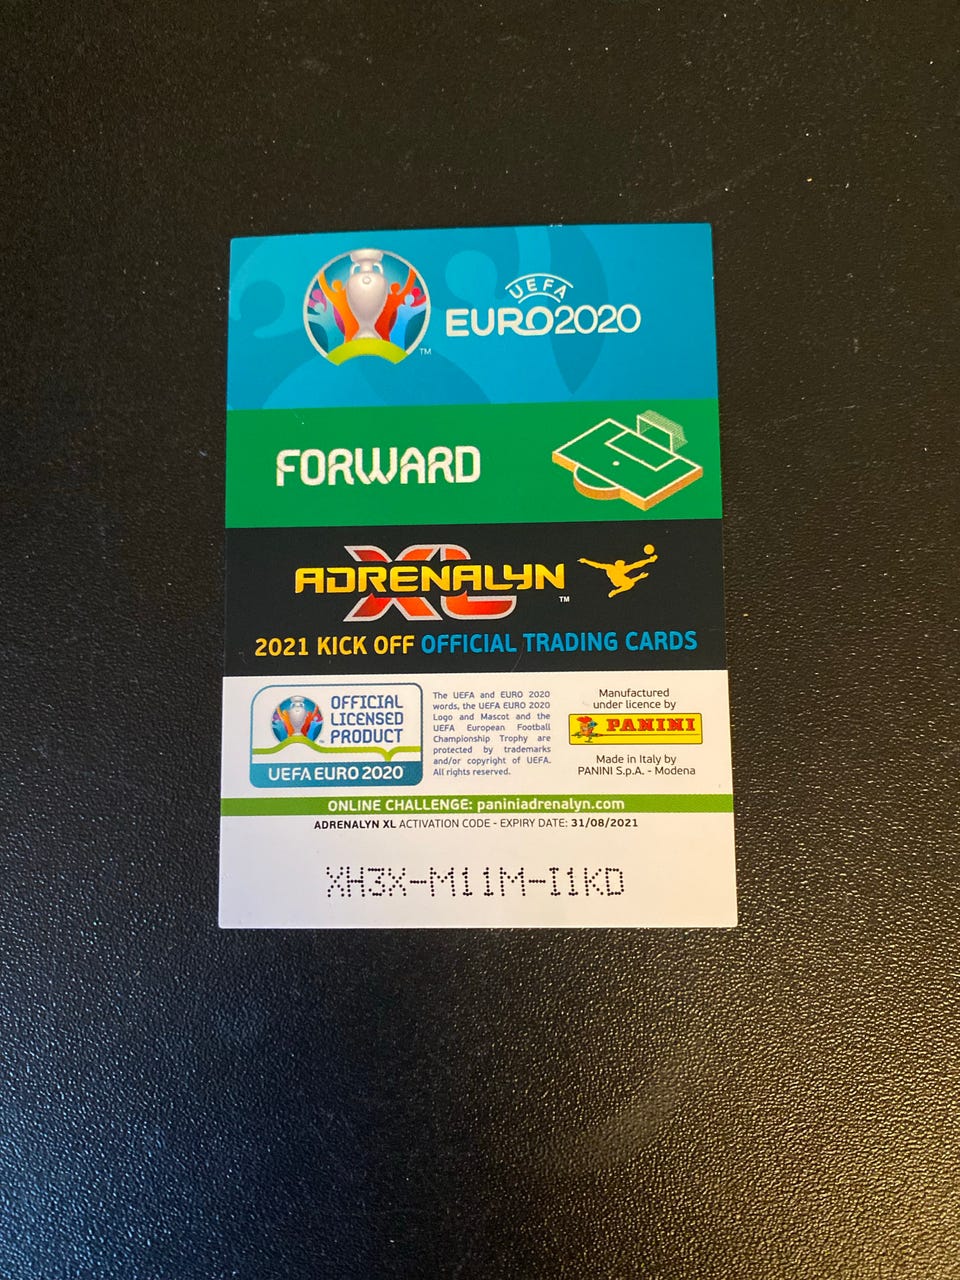 UEFA
EURO2020
TM
FORWARD
ADRENALYN
XL
TM
2021 KICK OFF OFFICIAL TRADING CARDS
OFFICIAL
LICENSED
PRODUCT
UEFA EURO 2020
The UEFA and EURO 2020
words, the UEFA EURO 2020
Logo and Mascot and the
UEFA European Football
Championship Trophy are
protected by trademarks
and/or copyright of UEFA.
All rights reserved.
Manufactured
under licence by
PANINI
Made in Italy by
PANINI S.p.A. - Modena
ONLINE CHALLENGE: paniniadrenalyn.com
ADRENALYN XL ACTIVATION CODE - EXPIRY DATE: 31/08/2021
XH3X-M11M-I1KD